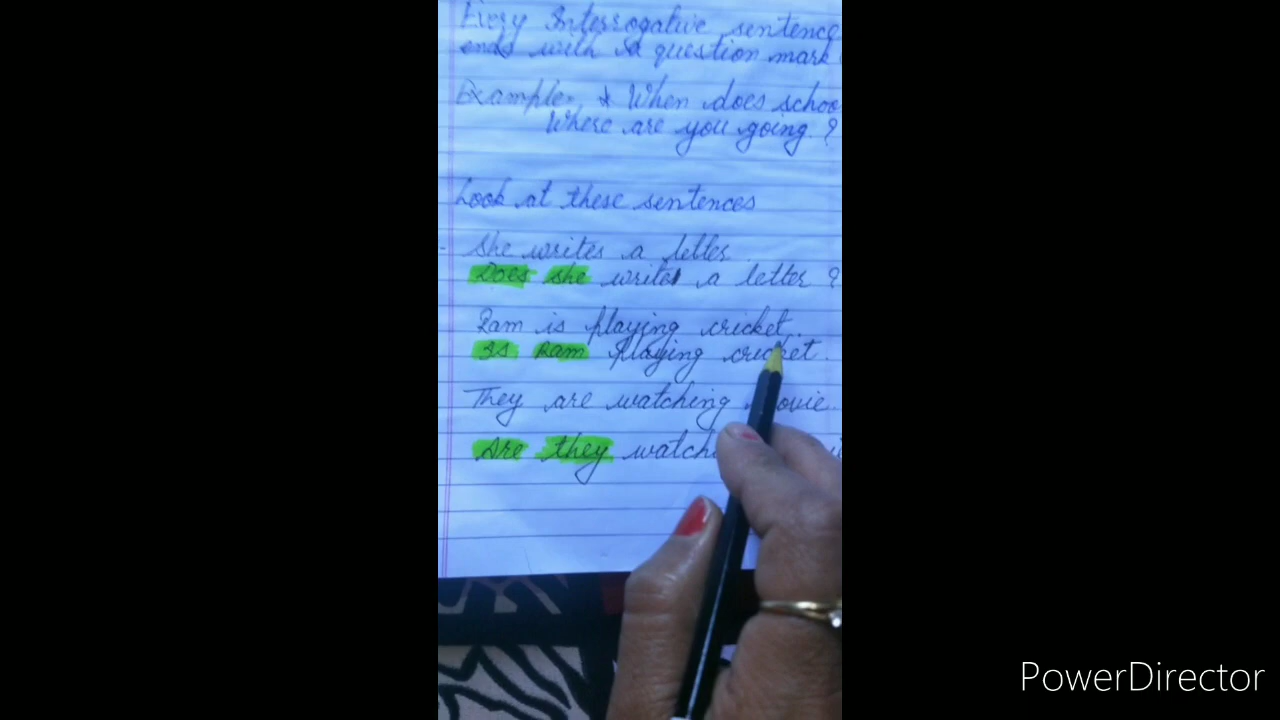 Every Interrogative sentence
ends with a question mark
Example:- * When does schoo
Where are you going. ?
Look at these sentences
She writes a letter.
Does she write a letter ?
Ram is playing cricket.
Is Ram playing cricket.
They are watching movie.
Are they watch
PowerDirector